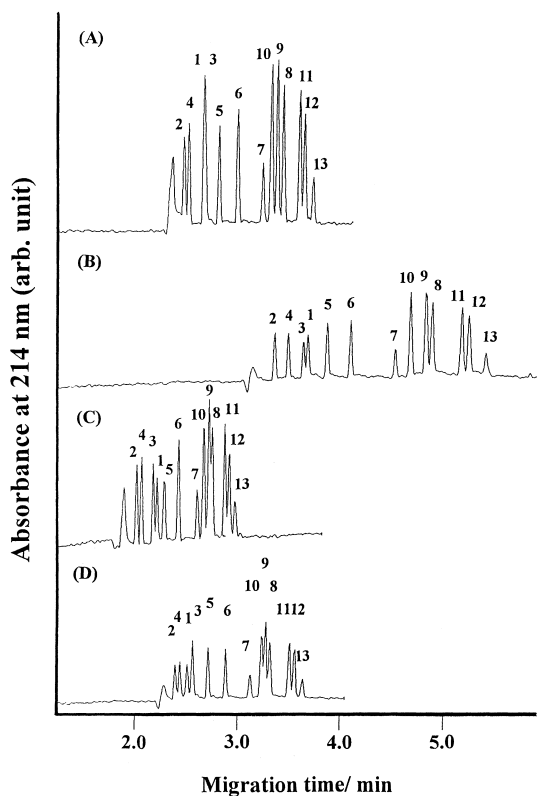 (A)
1 3 10 9 8 11 12
2 4 5 6 7 13
Absorbance at 214 nm (arb. unit)
(B)
2 4 3 1 5 6 7 10 9 8 11 12 13
(C)
2 4 3 1 5 6 7 10 9 8 11 12 13
(D)
2 4 1 3 5 6 7 10 9 8 11 12 13
2.0 3.0 4.0 5.0
Migration time/ min